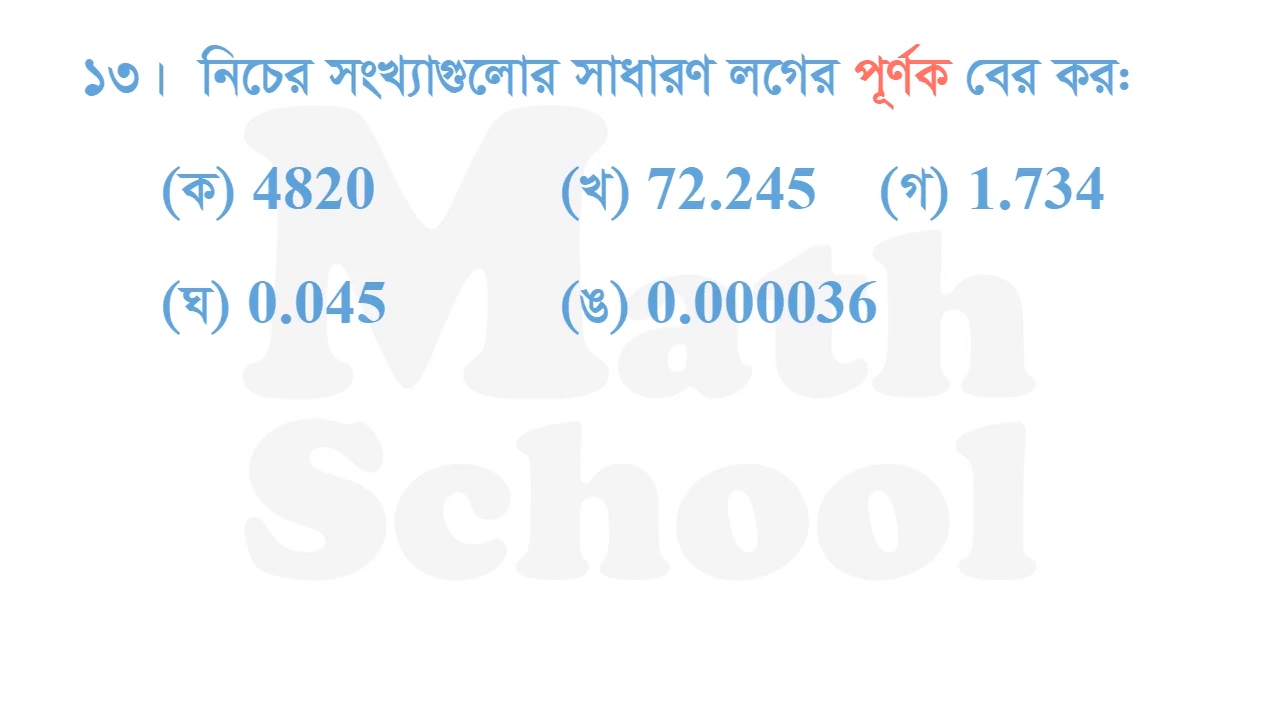 ১৩। নিচের সংখ্যাগুলোর সাধারণ লগের পূর্ণক বের কর:
(ক) 4820 (খ) 72.245 (গ) 1.734
(ঘ) 0.045 (ঙ) 0.000036
Math
School